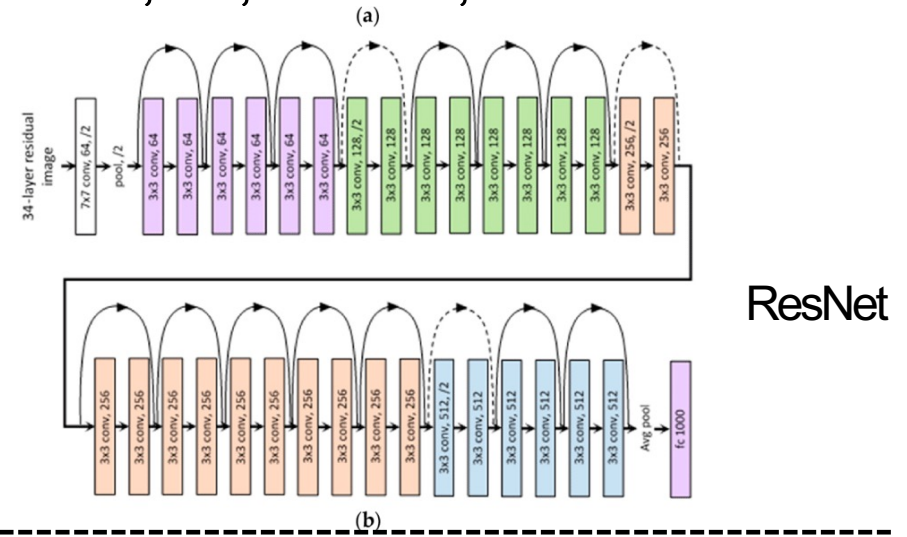 (a)
34-layer residual
image
7x7 conv, 64, /2
pool, /2
3x3 conv, 64
3x3 conv, 64
3x3 conv, 64
3x3 conv, 64
3x3 conv, 64
3x3 conv, 64
3x3 conv, 128, /2
3x3 conv, 128
3x3 conv, 128
3x3 conv, 128
3x3 conv, 128
3x3 conv, 128
3x3 conv, 128
3x3 conv, 128
3x3 conv, 256, /2
3x3 conv, 256
ResNet
3x3 conv, 256
3x3 conv, 256
3x3 conv, 256
3x3 conv, 256
3x3 conv, 256
3x3 conv, 256
3x3 conv, 256
3x3 conv, 256
3x3 conv, 256
3x3 conv, 256
3x3 conv, 512, /2
3x3 conv, 512
3x3 conv, 512
3x3 conv, 512
3x3 conv, 512
3x3 conv, 512
Avg pool
fc 1000
(b)